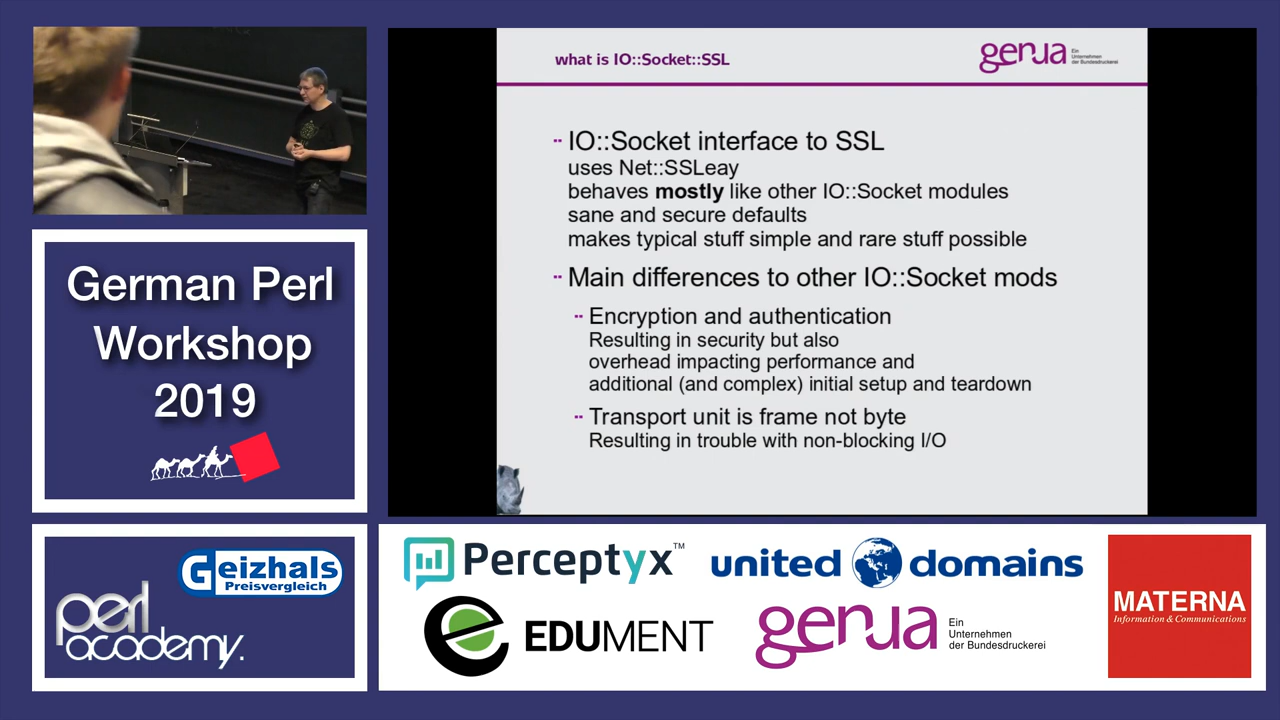 what is IO::Socket::SSL
genua
Ein
Unternehmen
der Bundesdruckerei
IO::Socket interface to SSL
uses Net::SSLeay
behaves mostly like other IO::Socket modules
sane and secure defaults
makes typical stuff simple and rare stuff possible
Main differences to other IO::Socket mods
Encryption and authentication
Resulting in security but also
overhead impacting performance and
additional (and complex) initial setup and teardown
Transport unit is frame not byte
Resulting in trouble with non-blocking I/O
German Perl
Workshop
2019
Geizhals
Preisvergleich
perl
academy.
Perceptyx™
united domains
EDUMENT
genua
Ein
Unternehmen
der Bundesdruckerei
MATERNA
Information & Communications